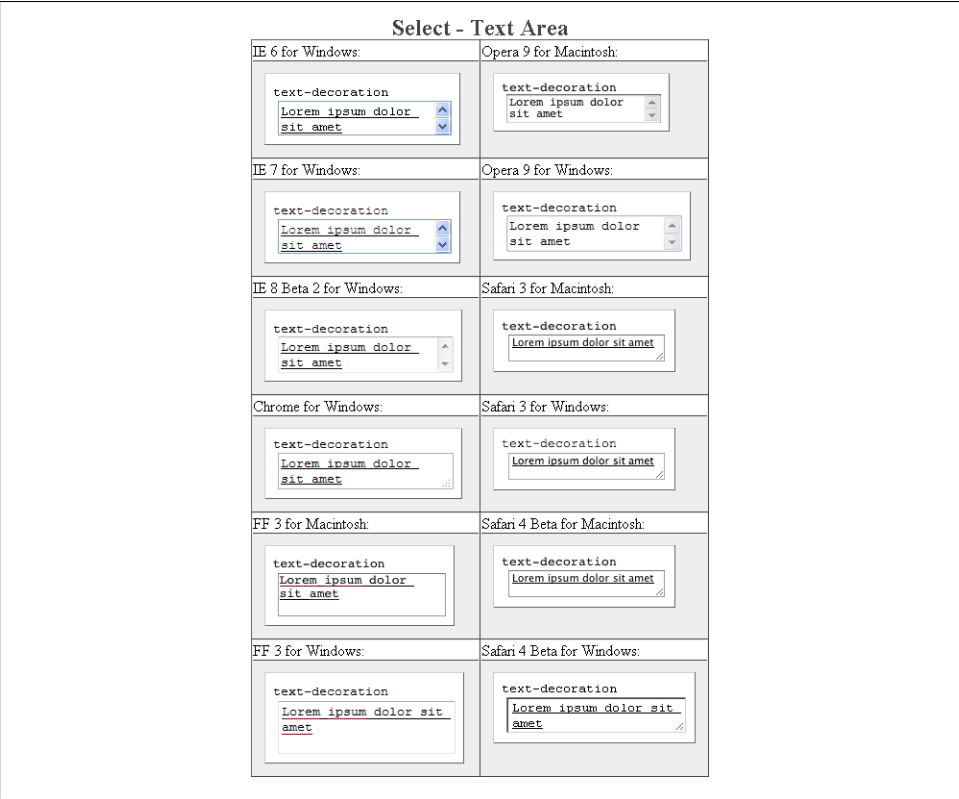 Select - Text Area
IE 6 for Windows:
text-decoration
Lorem ipsum dolor
sit amet
Opera 9 for Macintosh:
text-decoration
Lorem ipsum dolor
sit amet
IE 7 for Windows:
text-decoration
Lorem ipsum dolor
sit amet
Opera 9 for Windows:
text-decoration
Lorem ipsum dolor
sit amet
IE 8 Beta 2 for Windows:
text-decoration
Lorem ipsum dolor
sit amet
Safari 3 for Macintosh:
text-decoration
Lorem ipsum dolor sit amet
Chrome for Windows:
text-decoration
Lorem ipsum dolor
sit amet
Safari 3 for Windows:
text-decoration
Lorem ipsum dolor sit amet
FF 3 for Macintosh:
text-decoration
Lorem ipsum dolor
sit amet
Safari 4 Beta for Macintosh:
text-decoration
Lorem ipsum dolor sit amet
FF 3 for Windows:
text-decoration
Lorem ipsum dolor sit
amet
Safari 4 Beta for Windows:
text-decoration
Lorem ipsum dolor sit
amet